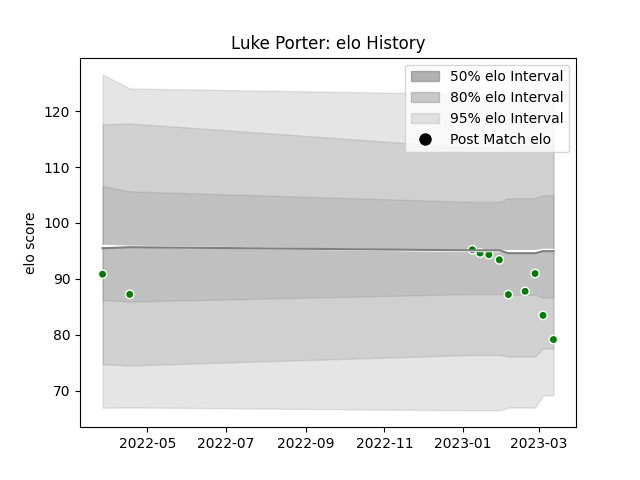 Luke Porter: elo History
50% elo Interval
80% elo Interval
95% elo Interval
Post Match elo
elo score
120
110
100
90
80
70
2022-05
2022-07
2022-09
2022-11
2023-01
2023-03